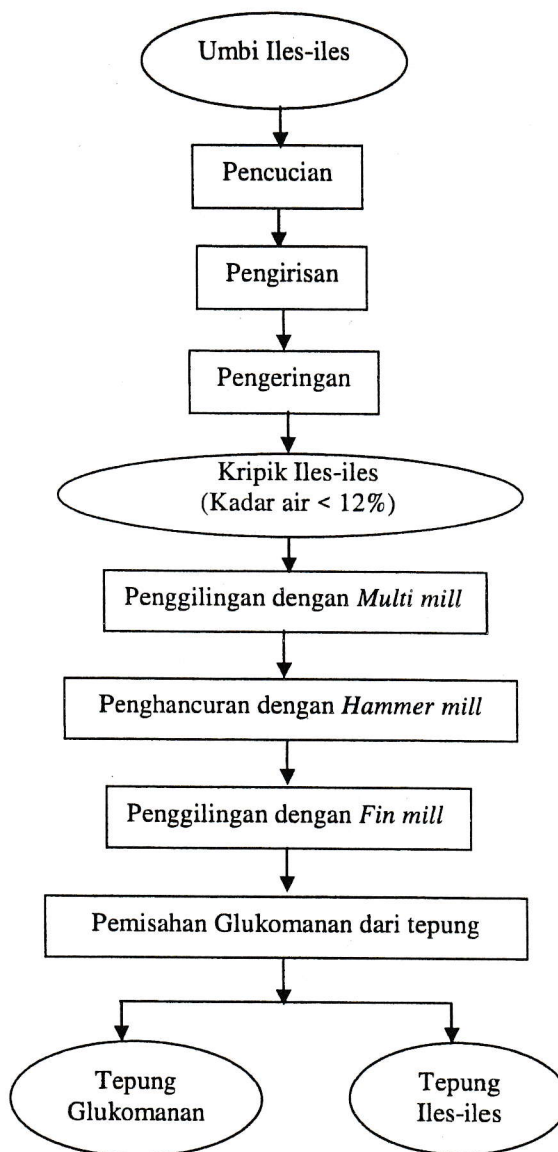 Umbi Iles-iles
Pencucian
Pengirisan
Pengeringan
Kripik Iles-iles
(Kadar air < 12%)
Penggilingan dengan Multi mill
Penghancuran dengan Hammer mill
Penggilingan dengan Fin mill
Pemisahan Glukomanan dari tepung
Tepung
Glukomanan
Tepung
Iles-iles